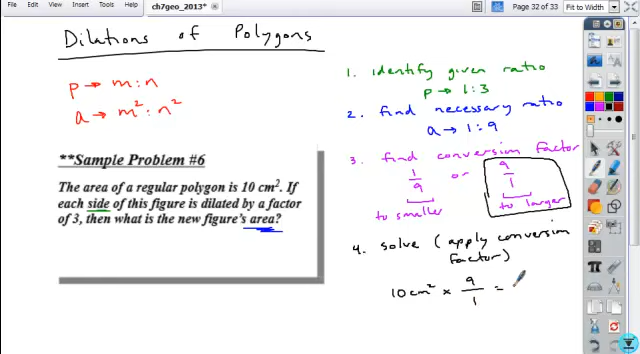 File Home Insert Format View Tools Help
ch7geo_2013*
Page 32 of 33
Fit to Width
Dilations of Polygons
p → m:n
a → m²:n²
**Sample Problem #6
The area of a regular polygon is 10 cm². If
each side of this figure is dilated by a factor
of 3, then what is the new figure's area?
1. identify given ratio
p → 1:3
2. find necessary ratio
a → 1:9
3. find conversion factor
1/9 or 9/1
to smaller to larger
4. solve (apply conversion
factor)
10cm² × 9/1 =